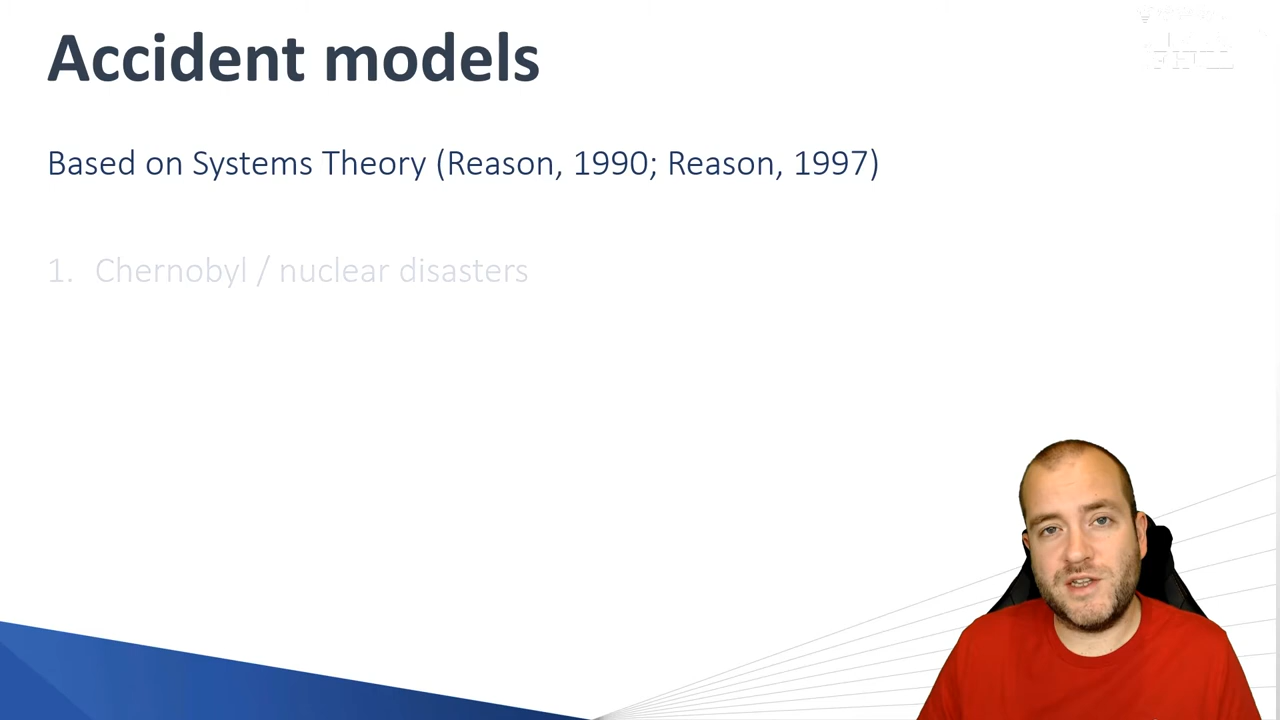 Accident models
Based on Systems Theory (Reason, 1990; Reason, 1997)
1. Chernobyl / nuclear disasters